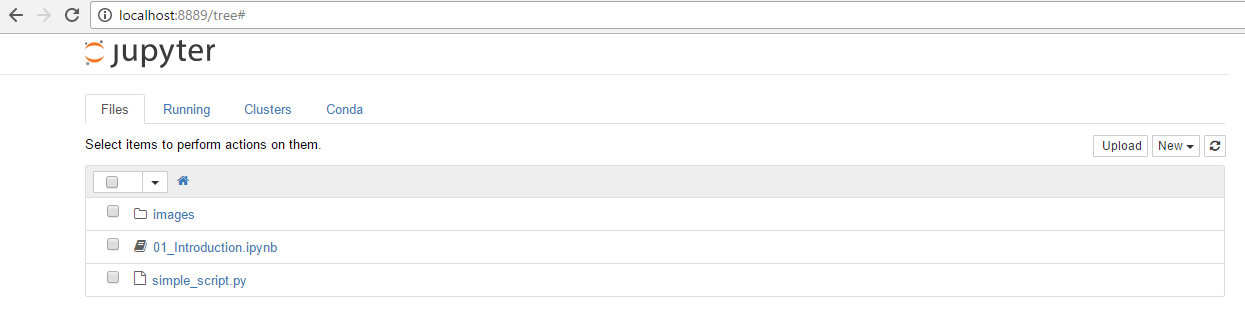 localhost:8889/tree#
jupyter
Files Running Clusters Conda
Select items to perform actions on them. Upload New
images
01_Introduction.ipynb
simple_script.py